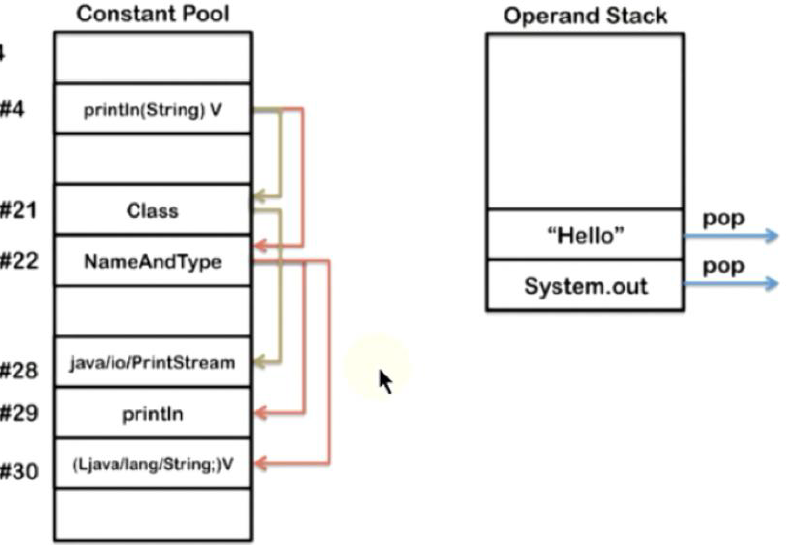 Constant Pool
#4
println(String) V
#21
Class
#22
NameAndType
#28
java/io/PrintStream
#29
println
#30
(Ljava/lang/String;)V
Operand Stack
“Hello”
pop
System.out
pop